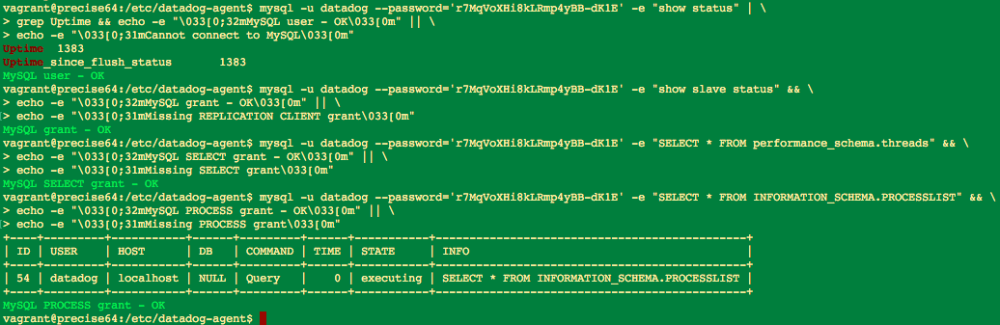 vagrant@precise64:/etc/datadog-agent$ mysql -u datadog --password='r7MqVoXHi8kLRmp4yBB-dK1E' -e "show status" | \
> grep Uptime && echo -e "\033[0;32mMySQL user - OK\033[0m" || \
> echo -e "\033[0;31mCannot connect to MySQL\033[0m"
Uptime  1383
Uptime_since_flush_status       1383
MySQL user - OK
vagrant@precise64:/etc/datadog-agent$ mysql -u datadog --password='r7MqVoXHi8kLRmp4yBB-dK1E' -e "show slave status" && \
> echo -e "\033[0;32mMySQL grant - OK\033[0m" || \
> echo -e "\033[0;31mMissing REPLICATION CLIENT grant\033[0m"
MySQL grant - OK
vagrant@precise64:/etc/datadog-agent$ mysql -u datadog --password='r7MqVoXHi8kLRmp4yBB-dK1E' -e "SELECT * FROM performance_schema.threads" && \
> echo -e "\033[0;32mMySQL SELECT grant - OK\033[0m" || \
> echo -e "\033[0;31mMissing SELECT grant\033[0m"
MySQL SELECT grant - OK
vagrant@precise64:/etc/datadog-agent$ mysql -u datadog --password='r7MqVoXHi8kLRmp4yBB-dK1E' -e "SELECT * FROM INFORMATION_SCHEMA.PROCESSLIST" && \
> echo -e "\033[0;32mMySQL PROCESS grant - OK\033[0m" || \
> echo -e "\033[0;31mMissing PROCESS grant\033[0m"
+----+---------+-----------+------+---------+------+-----------+----------------------------------------------+
| ID | USER    | HOST      | DB   | COMMAND | TIME | STATE     | INFO                                         |
+----+---------+-----------+------+---------+------+-----------+----------------------------------------------+
| 54 | datadog | localhost | NULL | Query   |    0 | executing | SELECT * FROM INFORMATION_SCHEMA.PROCESSLIST |
+----+---------+-----------+------+---------+------+-----------+----------------------------------------------+
MySQL PROCESS grant - OK
vagrant@precise64:/etc/datadog-agent$